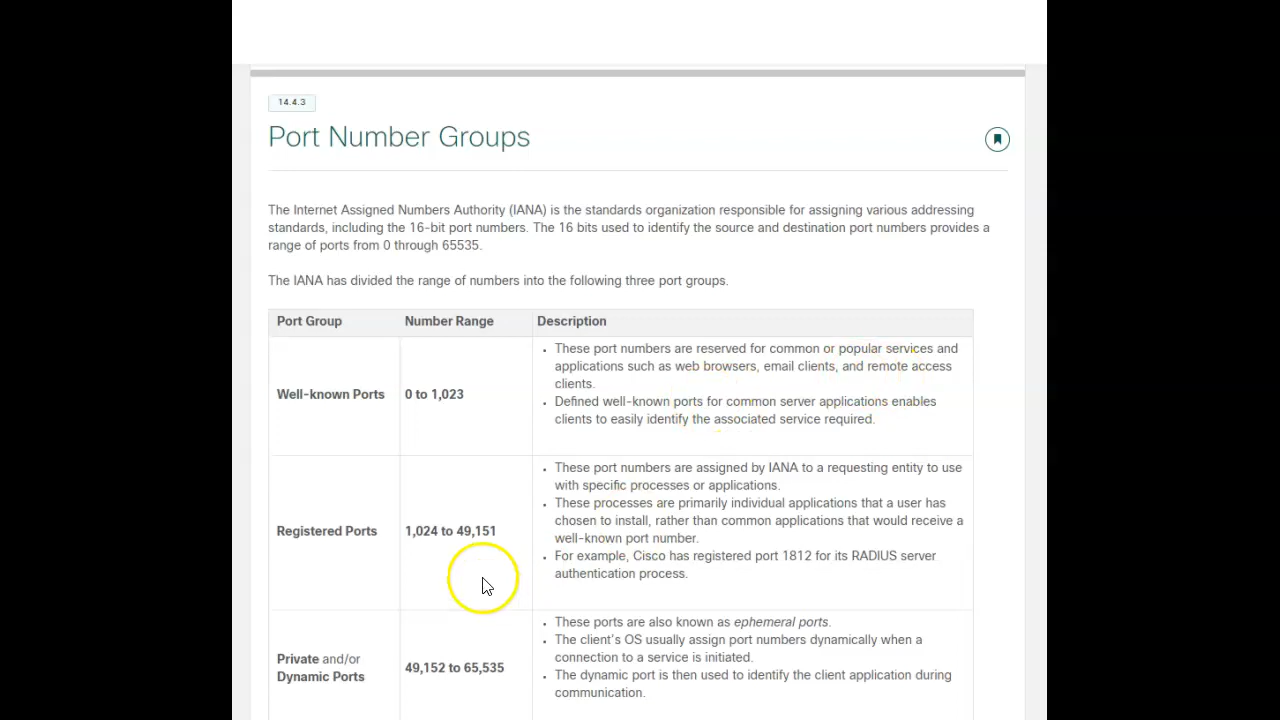 14.4.3
Port Number Groups
The Internet Assigned Numbers Authority (IANA) is the standards organization responsible for assigning various addressing
standards, including the 16-bit port numbers. The 16 bits used to identify the source and destination port numbers provides a
range of ports from 0 through 65535.
The IANA has divided the range of numbers into the following three port groups.
Port Group Number Range Description
Well-known Ports 0 to 1,023
• These port numbers are reserved for common or popular services and
applications such as web browsers, email clients, and remote access
clients.
• Defined well-known ports for common server applications enables
clients to easily identify the associated service required.
Registered Ports 1,024 to 49,151
• These port numbers are assigned by IANA to a requesting entity to use
with specific processes or applications.
• These processes are primarily individual applications that a user has
chosen to install, rather than common applications that would receive a
well-known port number.
• For example, Cisco has registered port 1812 for its RADIUS server
authentication process.
Private and/or
Dynamic Ports
49,152 to 65,535
• These ports are also known as ephemeral ports.
• The client's OS usually assign port numbers dynamically when a
connection to a service is initiated.
• The dynamic port is then used to identify the client application during
communication.